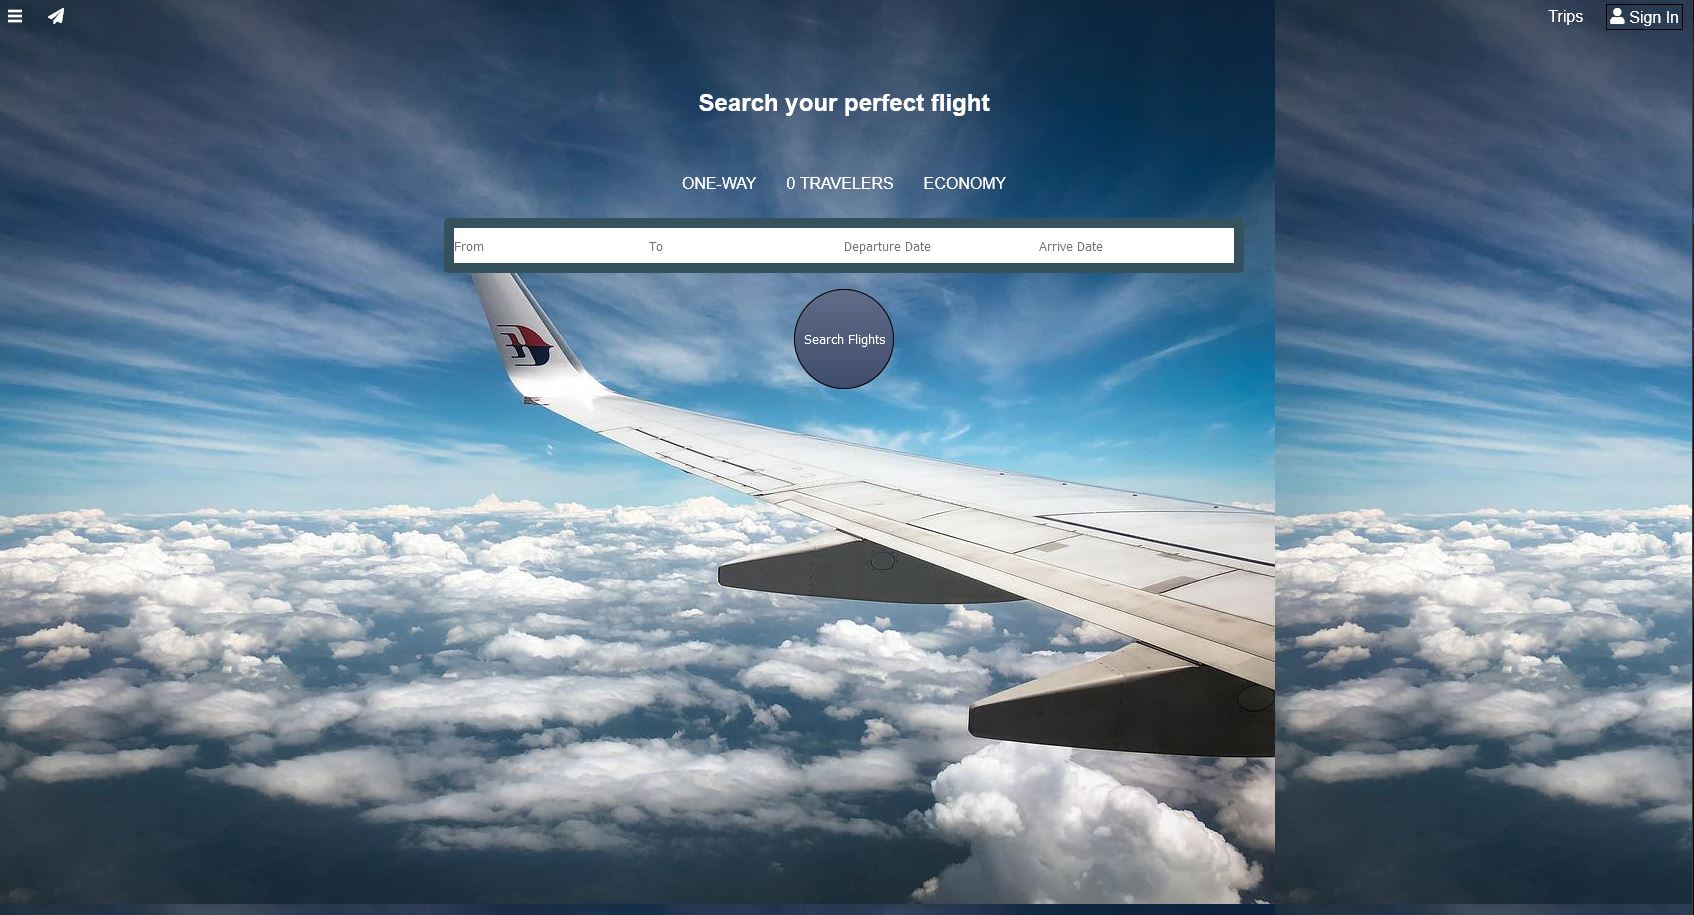 Trips Sign In
Search your perfect flight
ONE-WAY 0 TRAVELERS ECONOMY
From To Departure Date Arrive Date
Search Flights